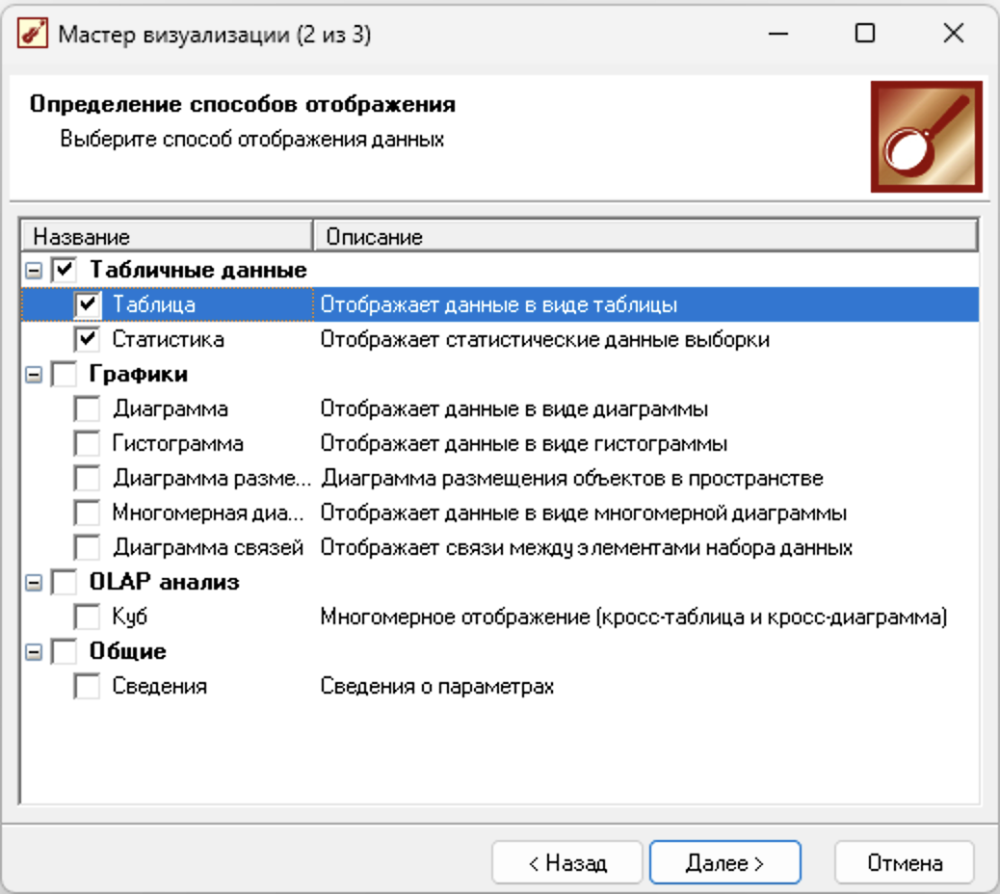 Мастер визуализации (2 из 3)
Определение способов отображения
Выберите способ отображения данных
Название Описание
Табличные данные
Таблица Отображает данные в виде таблицы
Статистика Отображает статистические данные выборки
Графики
Диаграмма Отображает данные в виде диаграммы
Гистограмма Отображает данные в виде гистограммы
Диаграмма разме... Диаграмма размещения объектов в пространстве
Многомерная диа... Отображает данные в виде многомерной диаграммы
Диаграмма связей Отображает связи между элементами набора данных
OLAP анализ
Куб Многомерное отображение (кросс-таблица и кросс-диаграмма)
Общие
Сведения Сведения о параметрах
< Назад Далее > Отмена